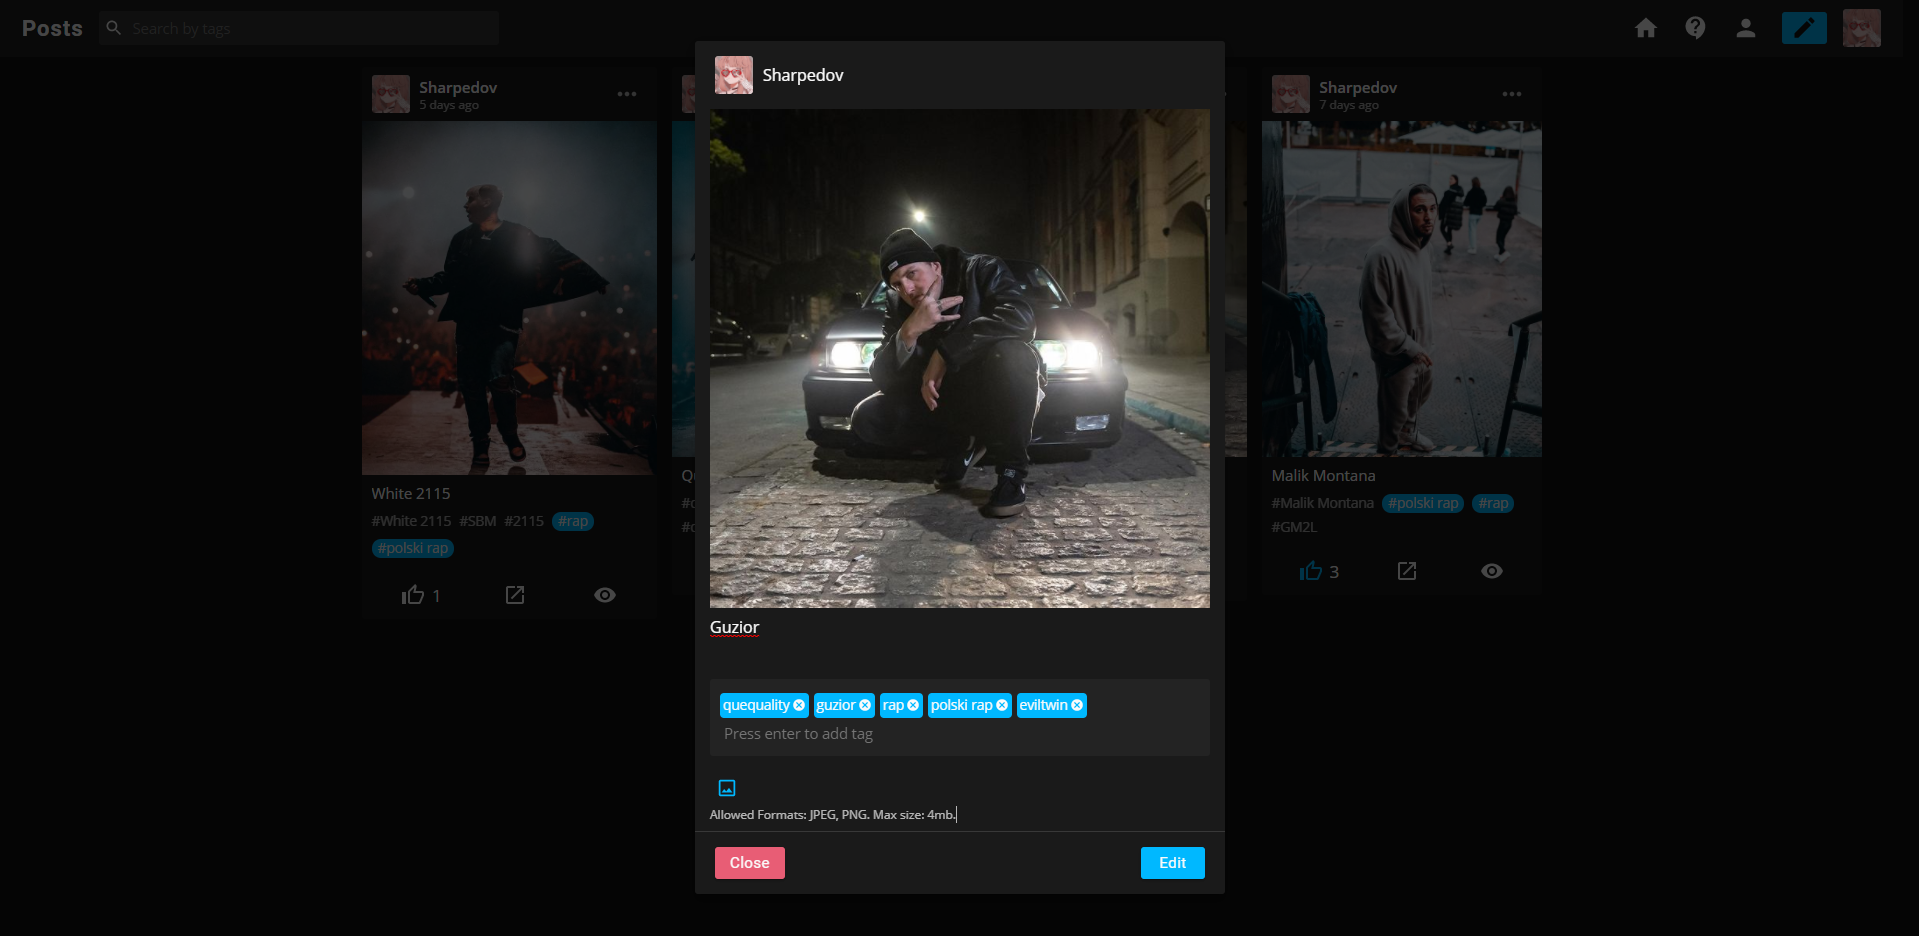 Posts
Search by tags
Sharpedov
5 days ago
White 2115
#White 2115 #SBM #2115 #rap
#polski rap
1
Sharpedov
Guzior
quequality guzior rap polski rap eviltwin
Press enter to add tag
Allowed Formats: JPEG, PNG. Max size: 4mb.
Close
Edit
Sharpedov
7 days ago
Malik Montana
#Malik Montana #polski rap #rap
#GM2L
3